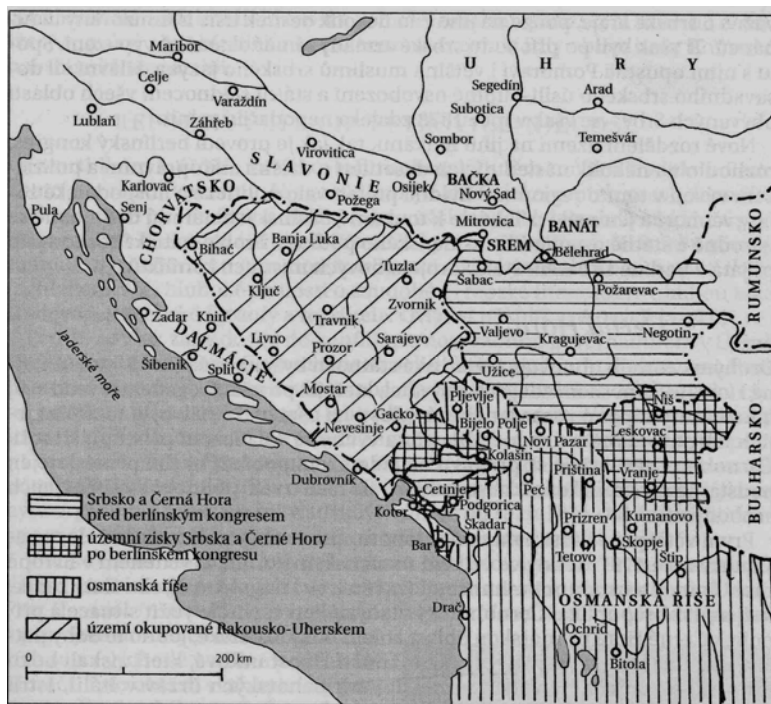 UHRY
Maribor
Celje
Lublaň
Varaždín
Záhřeb
Virovitica
Segedín
Subotica
Arad
Sombor
Temešvár
Karlovac
SLAVONIE
Osijek
BAČKA
Nový Sad
Pula
CHORVATSKO
Požega
Mitrovica
BANÁT
SREM
Bělehrad
RUMUNSKO
Bihać
Banja Luka
Tuzla
Šabac
Ključ
Zvornik
Požarevac
Zadar
Knin
Travnik
Valjevo
Kragujevac
Negotin
DALMÁCIE
Livno
Prozor
Sarajevo
Jaderské moře
Šibenik
Split
Užice
Mostar
Pljevlje
Niš
Gacko
Bijelo Polje
Leskovac
Nevesinje
Novi Pazar
Kolašin
Dubrovník
Cetinje
Peć
Priština
Vranje
BULHARSKO
Kotor
Podgorica
Skadar
Prizren
Kumanovo
Bar
Tetovo
Skopje
Štip
Drač
OSMANSKÁ ŘÍŠE
Ochrid
Bitola
Srbsko a Černá Hora
před berlínským kongresem
územní zisky Srbska a Černé Hory
po berlínském kongresu
osmanská říše
území okupované Rakousko-Uherskem
0 200 km